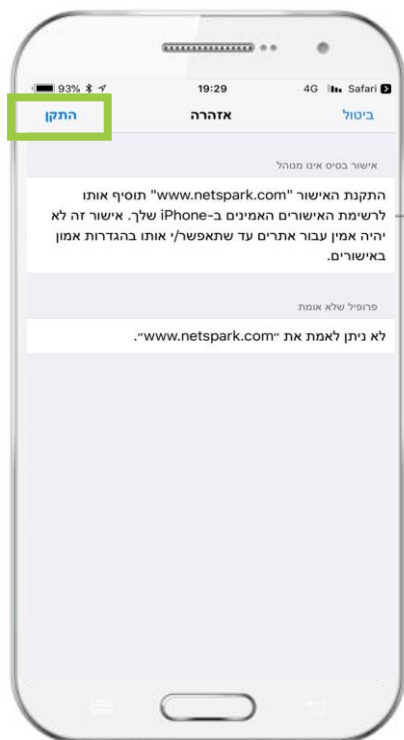 93% 19:29 4G Safari
ביטול אזהרה התקן
אישור בסיס אינו מנוהל
התקנת האישור "www.netspark.com" תוסיף אותו
לרשימת האישורים האמינים ב-iPhone שלך. אישור זה לא
יהיה אמין עבור אתרים עד שתאפשר/י אותו בהגדרות אמון
באישורים.
פרופיל שלא אומת
לא ניתן לאמת את ״www.netspark.com״.